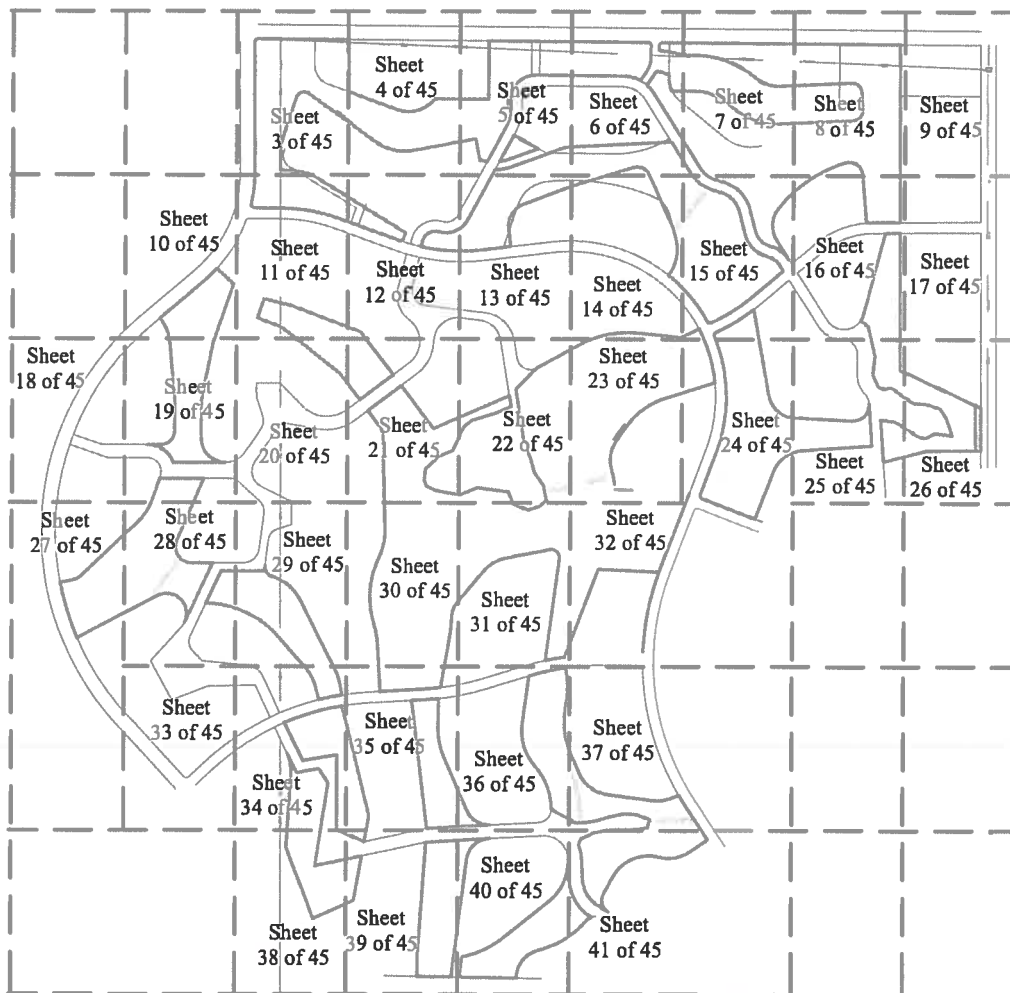 Sheet
4 of 45
Sheet
3 of 45
Sheet
5 of 45
Sheet
6 of 45
Sheet
7 of 45
Sheet
8 of 45
Sheet
9 of 45
Sheet
10 of 45
Sheet
11 of 45
Sheet
12 of 45
Sheet
13 of 45
Sheet
14 of 45
Sheet
15 of 45
Sheet
16 of 45
Sheet
17 of 45
Sheet
18 of 45
Sheet
19 of 45
Sheet
20 of 45
Sheet
21 of 45
Sheet
22 of 45
Sheet
23 of 45
Sheet
24 of 45
Sheet
25 of 45
Sheet
26 of 45
Sheet
27 of 45
Sheet
28 of 45
Sheet
29 of 45
Sheet
30 of 45
Sheet
31 of 45
Sheet
32 of 45
Sheet
33 of 45
Sheet
34 of 45
Sheet
35 of 45
Sheet
36 of 45
Sheet
37 of 45
Sheet
38 of 45
Sheet
39 of 45
Sheet
40 of 45
Sheet
41 of 45